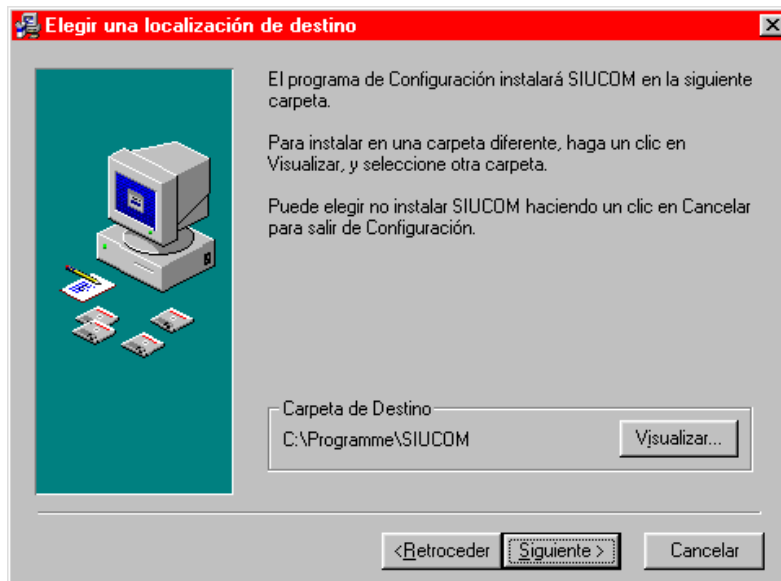 Elegir una localización de destino
El programa de Configuración instalará SIUCOM en la siguiente
carpeta.
Para instalar en una carpeta diferente, haga un clic en
Visualizar, y seleccione otra carpeta.
Puede elegir no instalar SIUCOM haciendo un clic en Cancelar
para salir de Configuración.
Carpeta de Destino
C:\Programme\SIUCOM
Visualizar...
<Retroceder
Siguiente >
Cancelar